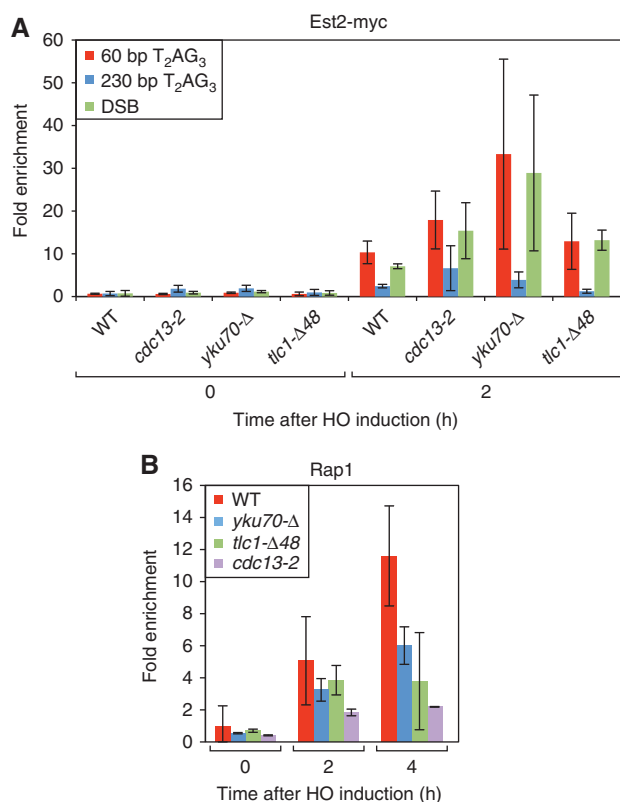 A
Est2-myc
60 bp T₂AG₃
230 bp T₂AG₃
DSB
Fold enrichment
60
50
40
30
20
10
0
WT
cdc13-2
yku70-Δ
tlc1-Δ48
WT
cdc13-2
yku70-Δ
tlc1-Δ48
0
2
Time after HO induction (h)
B
Rap1
WT
yku70-Δ
tlc1-Δ48
cdc13-2
Fold enrichment
16
14
12
10
8
6
4
2
0
0
2
4
Time after HO induction (h)